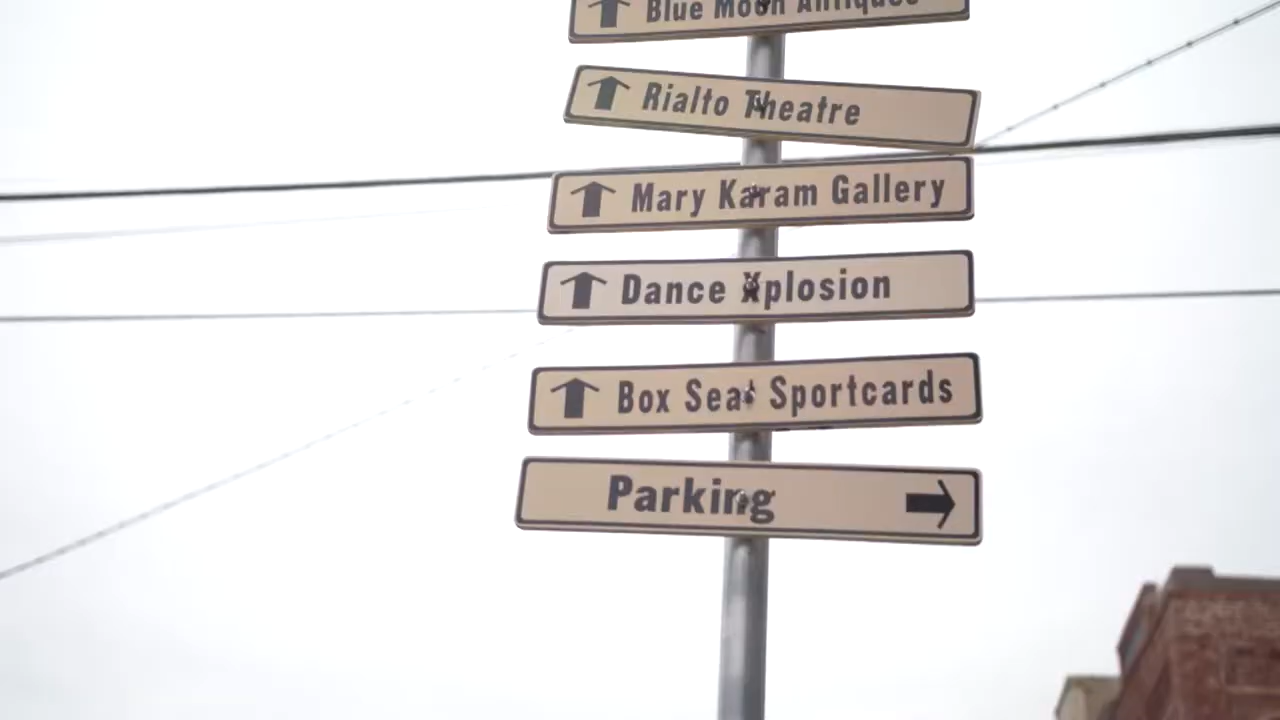 Blue Moon Antiques
Rialto Theatre
Mary Karam Gallery
Dance Xplosion
Box Seat Sportcards
Parking